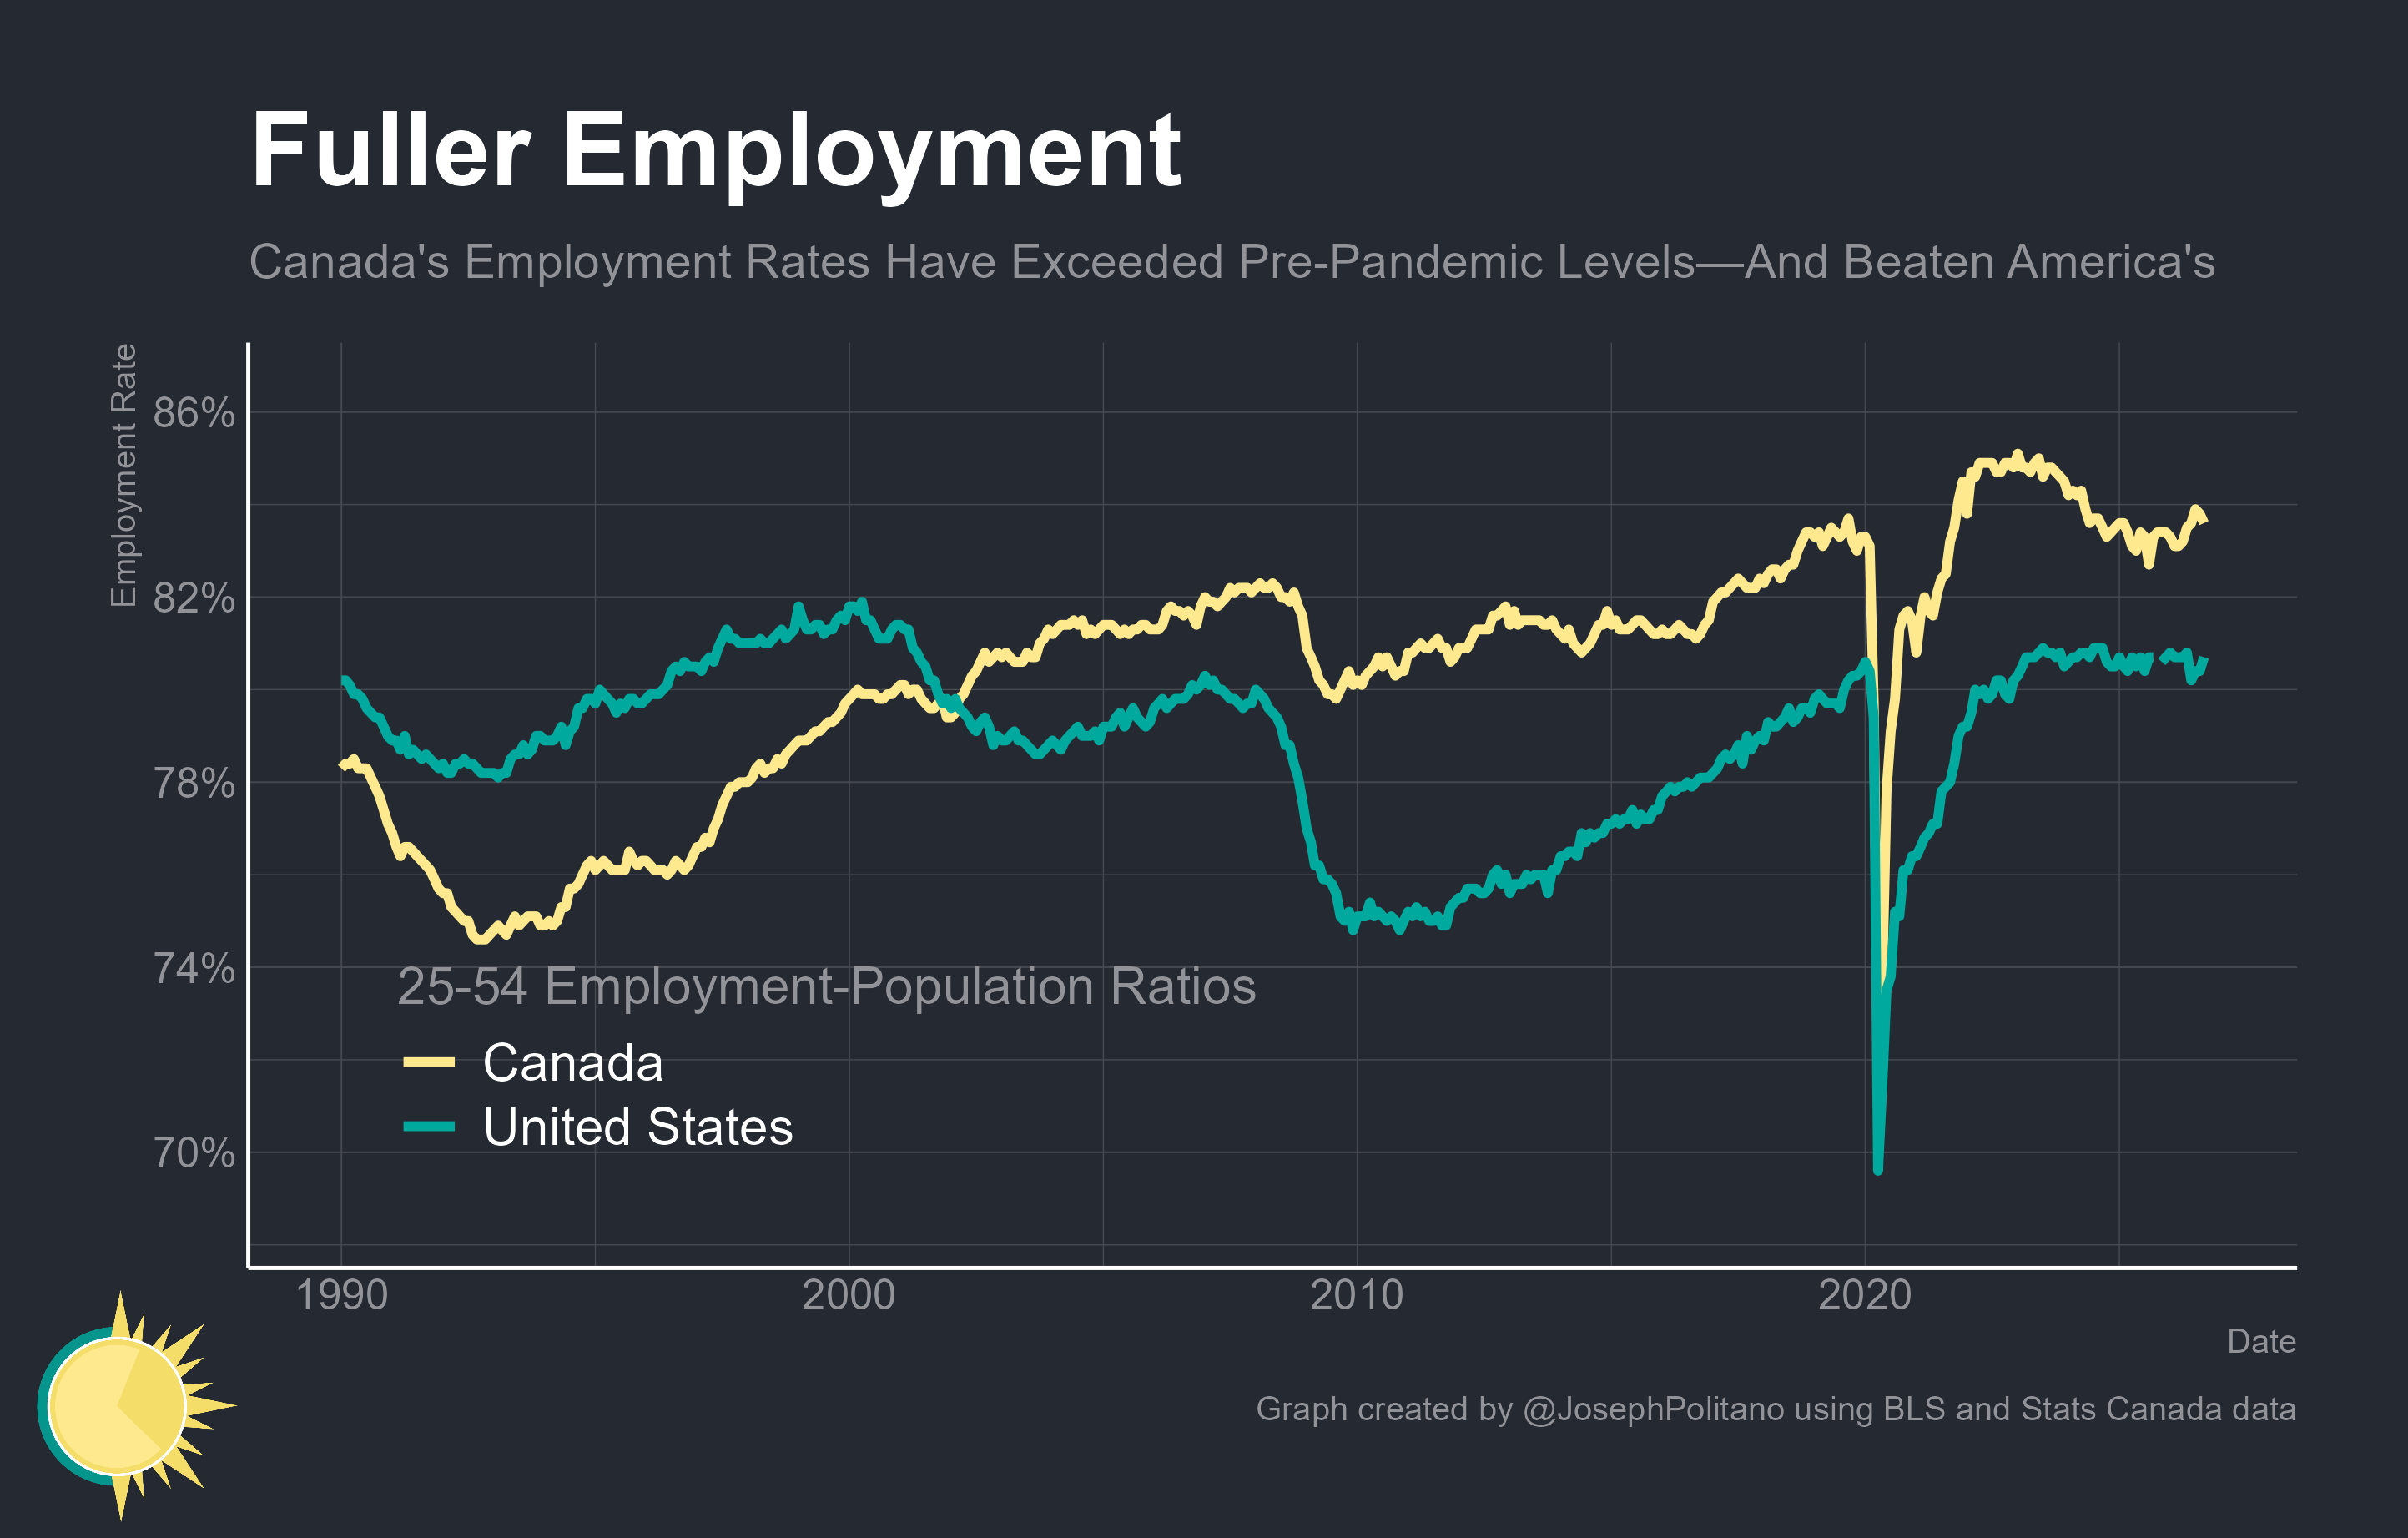 Fuller Employment
Canada's Employment Rates Have Exceeded Pre-Pandemic Levels—And Beaten America's
Employment Rate
86%
82%
78%
74%
70%
25-54 Employment-Population Ratios
Canada
United States
1990
2000
2010
2020
Date
Graph created by @JosephPolitano using BLS and Stats Canada data